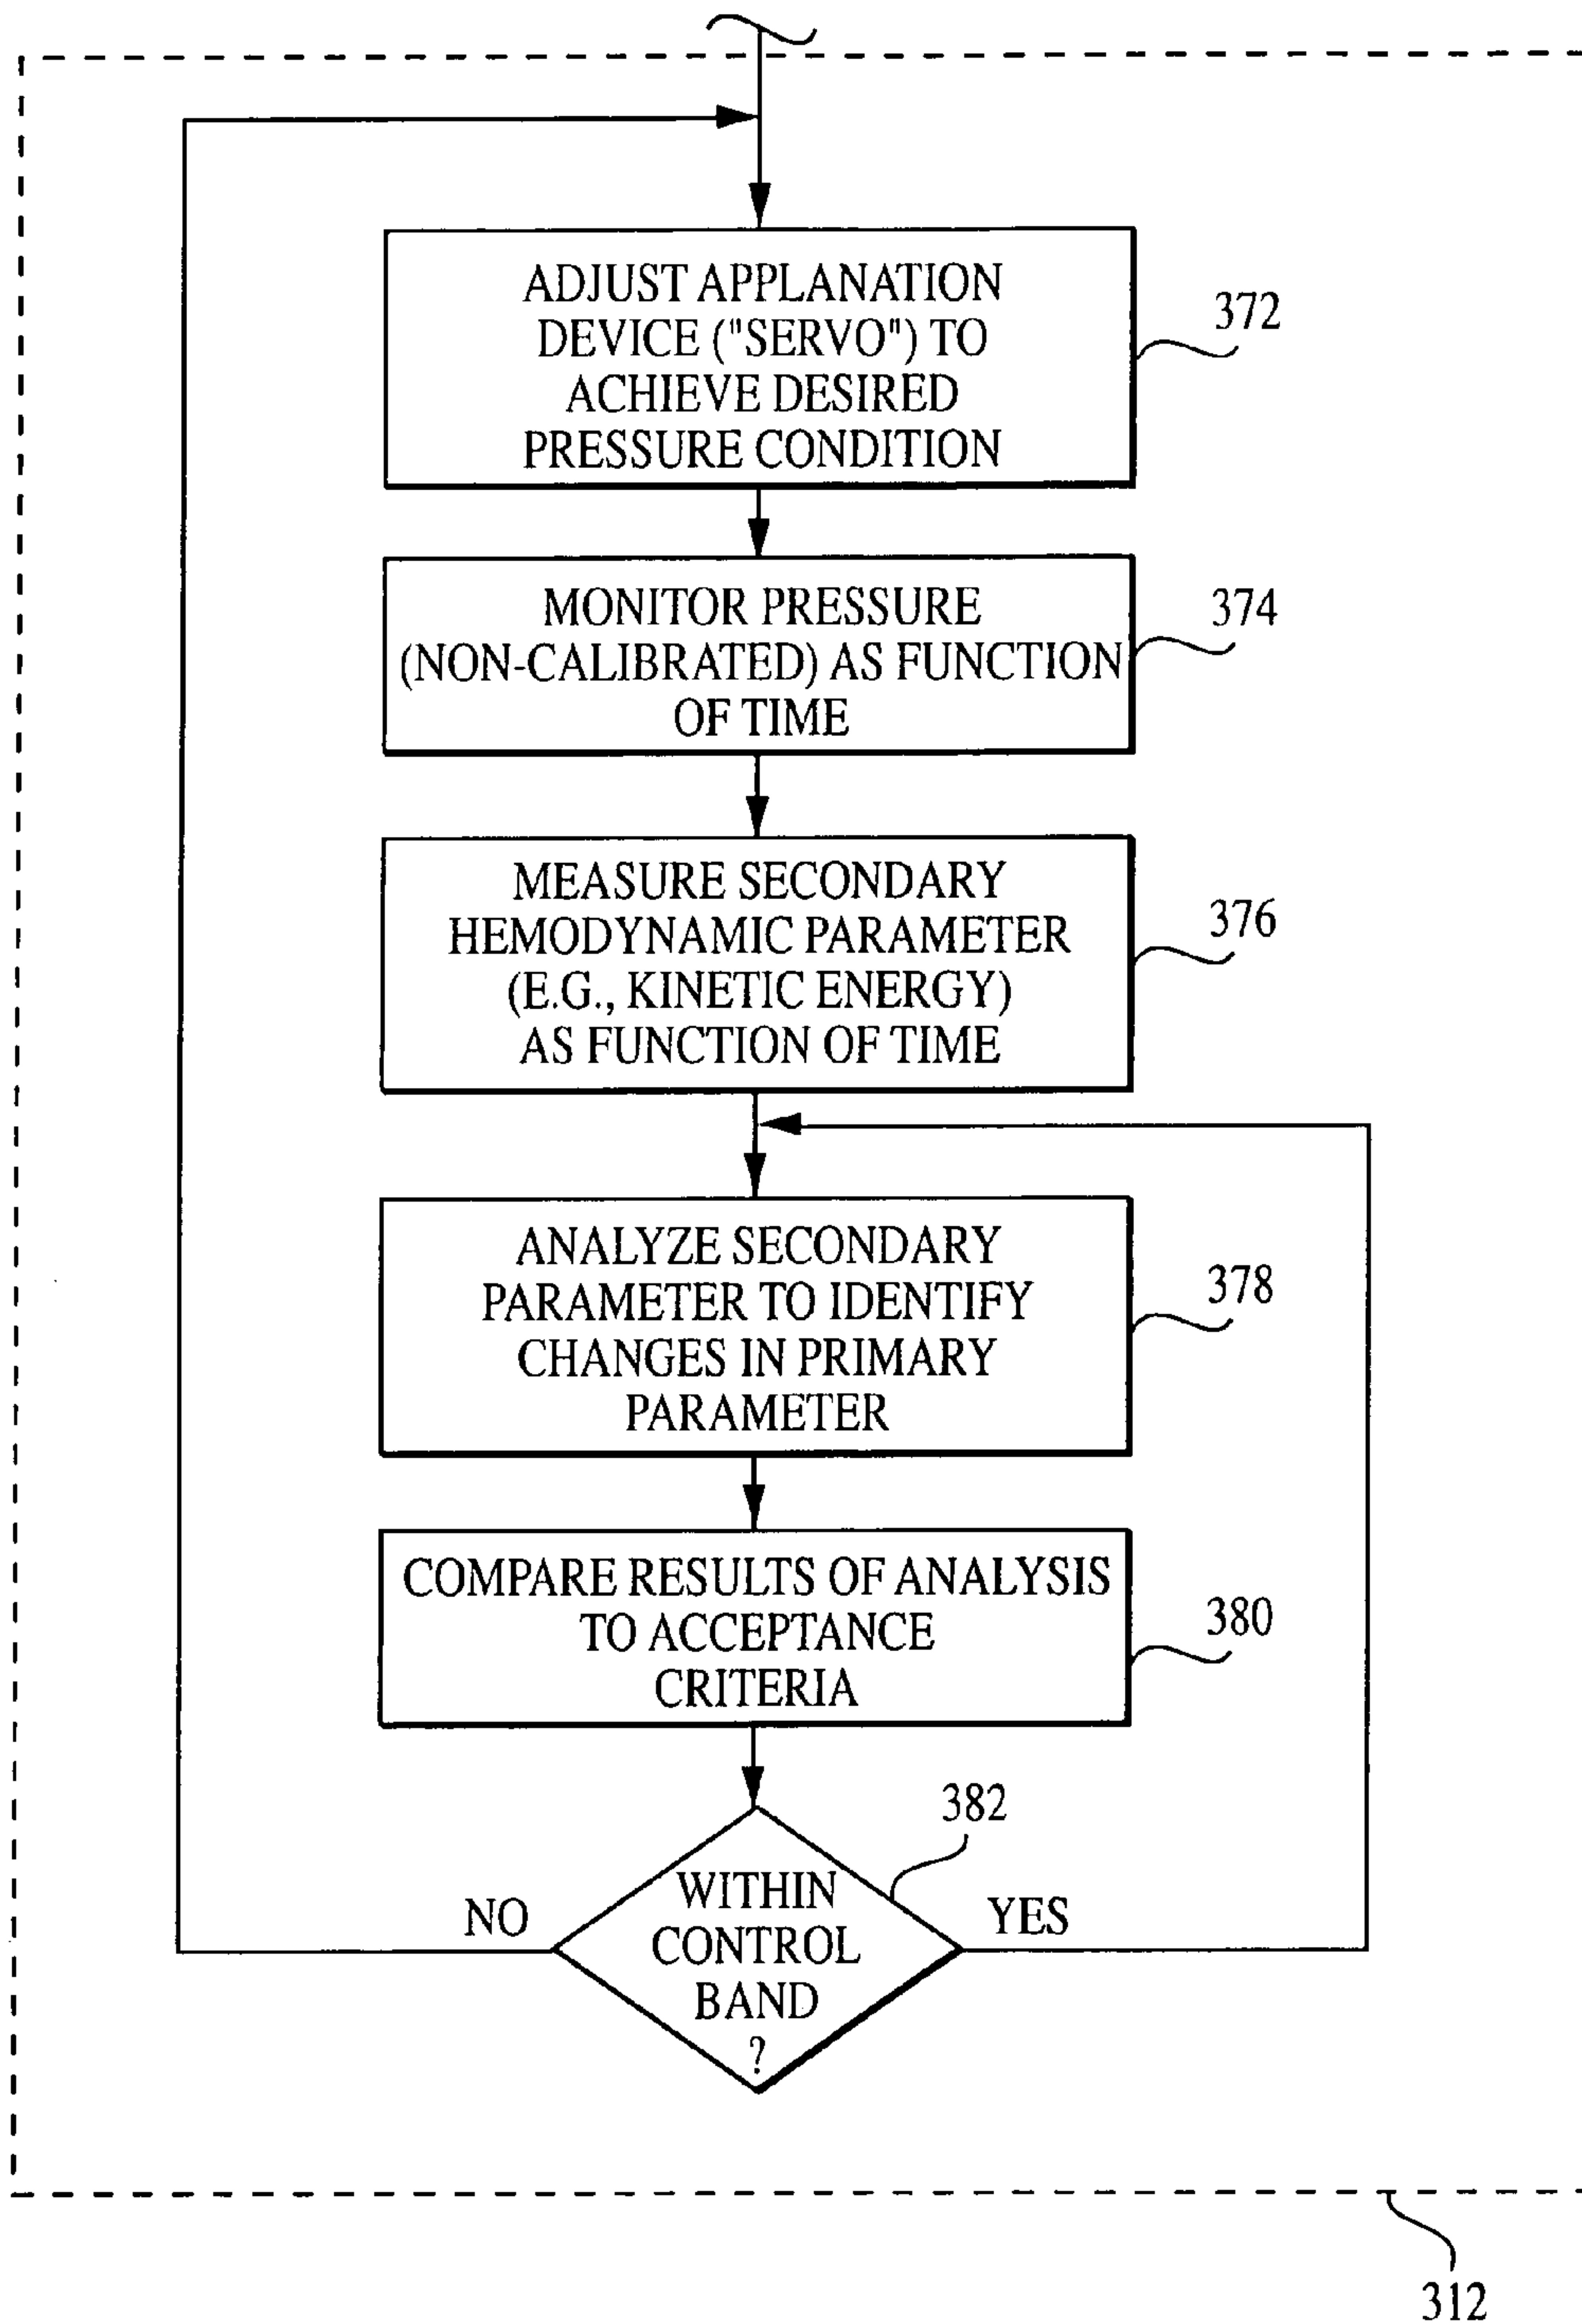 ADJUST APPLANATION
DEVICE ("SERVO") TO
ACHIEVE DESIRED
PRESSURE CONDITION
372
MONITOR PRESSURE
(NON-CALIBRATED) AS FUNCTION
OF TIME
374
MEASURE SECONDARY
HEMODYNAMIC PARAMETER
(E.G., KINETIC ENERGY)
AS FUNCTION OF TIME
376
ANALYZE SECONDARY
PARAMETER TO IDENTIFY
CHANGES IN PRIMARY
PARAMETER
378
COMPARE RESULTS OF ANALYSIS
TO ACCEPTANCE
CRITERIA
380
382
NO
WITHIN
CONTROL
BAND
?
YES
312